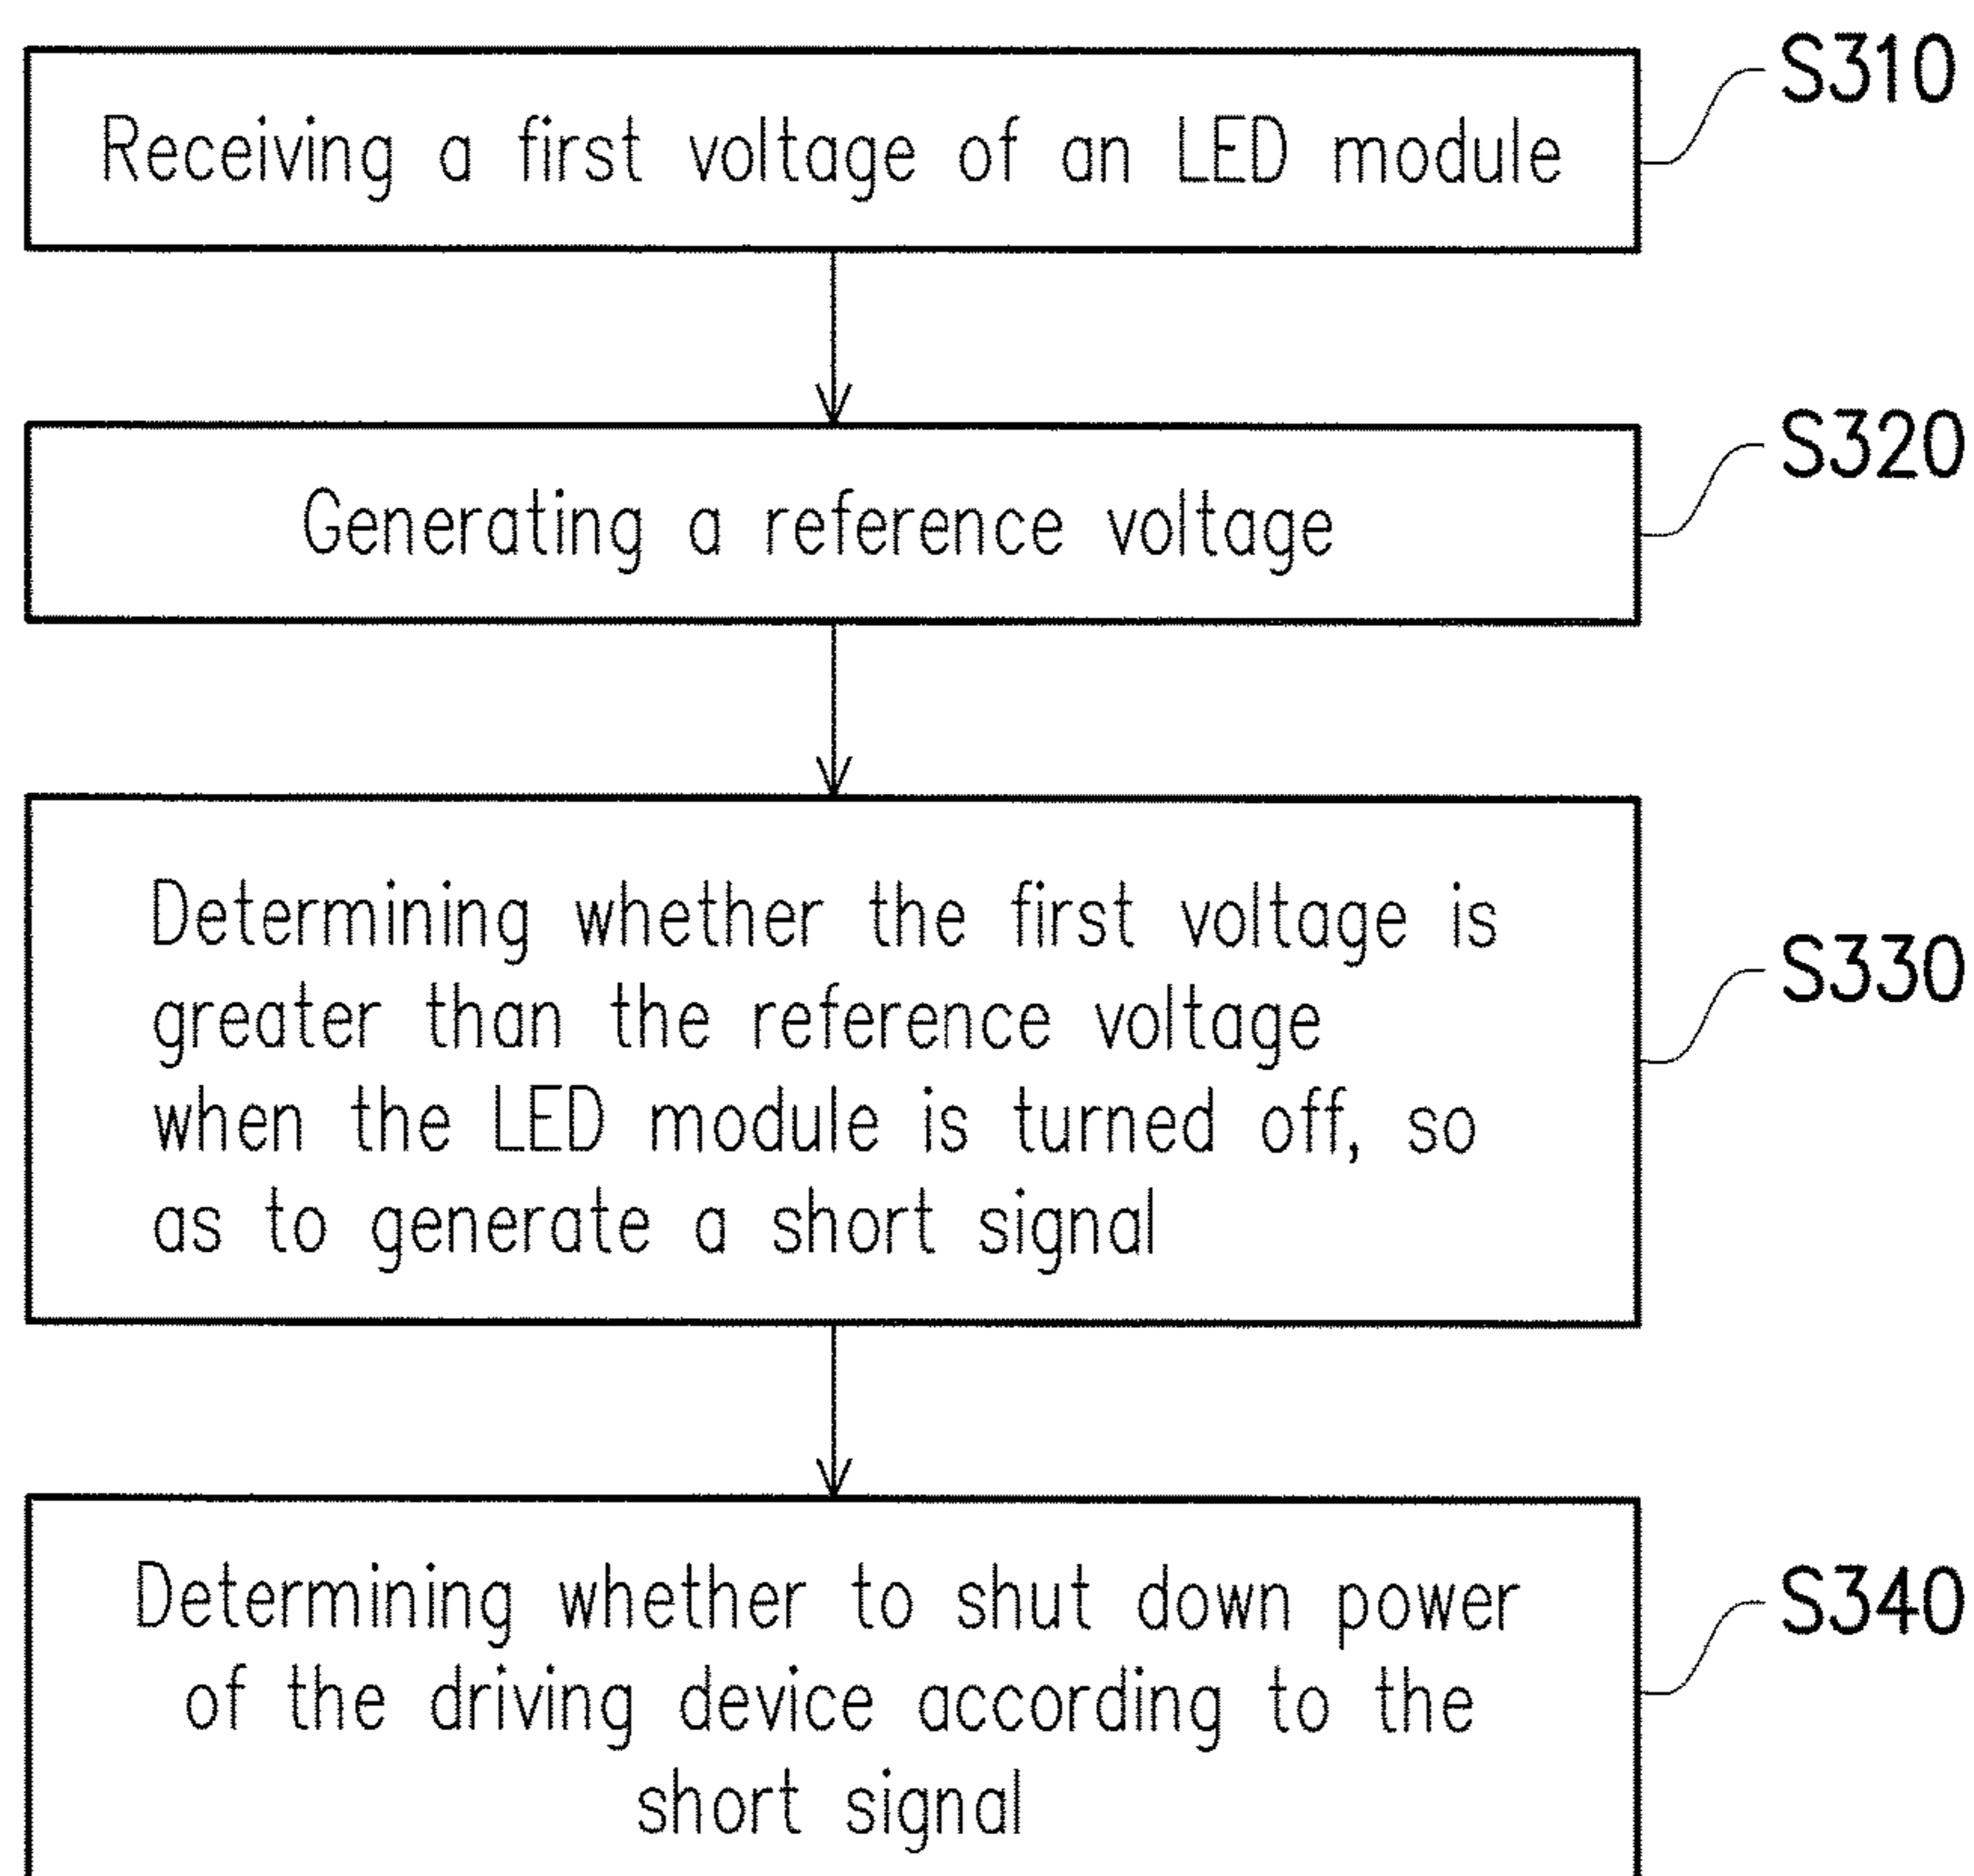 S310
Receiving a first voltage of an LED module
S320
Generating a reference voltage
S330
Determining whether the first voltage is
greater than the reference voltage
when the LED module is turned off, so
as to generate a short signal
S340
Determining whether to shut down power
of the driving device according to the
short signal